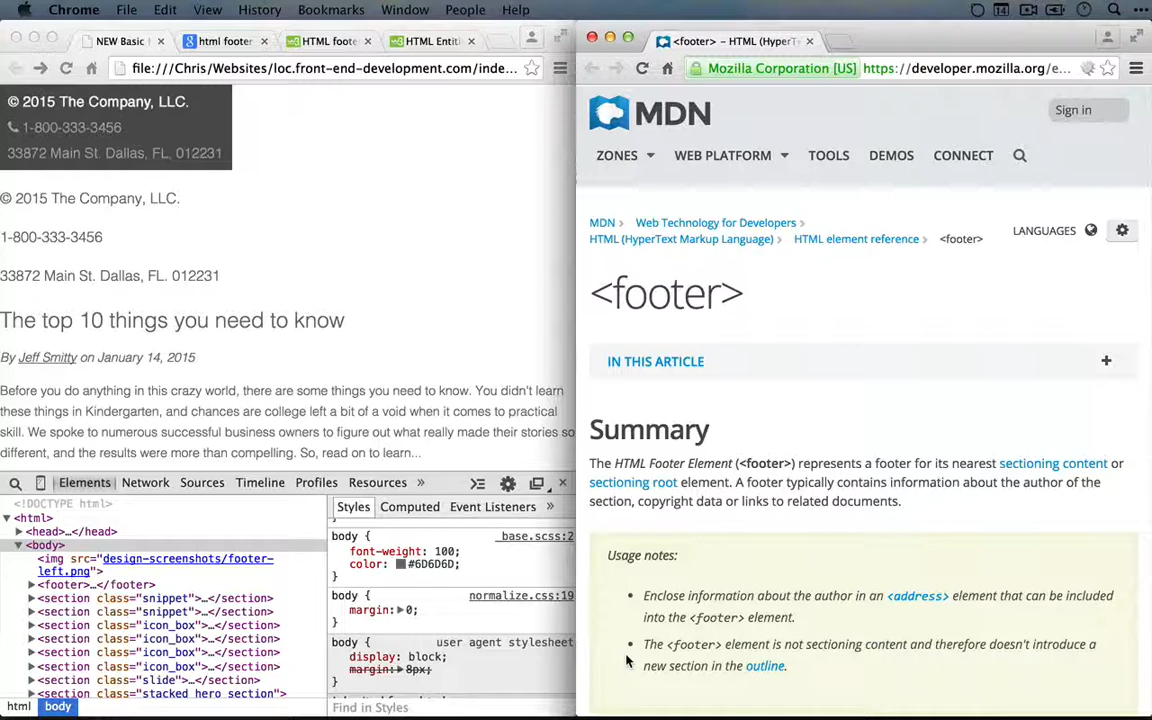 Chrome File Edit View History Bookmarks Window People Help
14
NEW Basic
html footer
HTML foote
HTML Entiti
file:///Chris/Websites/loc.front-end-development.com/inde...
© 2015 The Company, LLC.
1-800-333-3456
33872 Main St. Dallas, FL, 012231
© 2015 The Company, LLC.
1-800-333-3456
33872 Main St. Dallas, FL. 012231
The top 10 things you need to know
By Jeff Smitty on January 14, 2015
Before you do anything in this crazy world, there are some things you need to know. You didn't learn
these things in Kindergarten, and chances are college left a bit of a void when it comes to practical
skill. We spoke to numerous successful business owners to figure out what really made their stories so
different, and the results were more than compelling. So, read on to learn...
Elements Network Sources Timeline Profiles Resources »
<!DOCTYPE html>
<html>
<head>...</head>
<body>
<img src="design-screenshots/footer-
left.png">
<footer>...</footer>
<section class="snippet">...</section>
<section class="snippet">...</section>
<section class="icon_box">...</section>
<section class="icon_box">...</section>
<section class="icon_box">...</section>
<section class="icon_box">...</section>
<section class="slide">...</section>
<section class="stacked hero section">
html body
Styles Computed Event Listeners »
}
body { _base.scss:2
font-weight: 100;
color: #6D6D6D;
}
body { normalize.css:19
margin: 0;
}
body { user agent stylesheet
display: block;
margin: 8px;
}
Find in Styles
<footer> – HTML (HyperT
Mozilla Corporation [US] https://developer.mozilla.org/e...
MDN
Sign in
ZONES WEB PLATFORM TOOLS DEMOS CONNECT
MDN › Web Technology for Developers ›
HTML (HyperText Markup Language) › HTML element reference › <footer>
LANGUAGES
<footer>
IN THIS ARTICLE +
Summary
The HTML Footer Element (<footer>) represents a footer for its nearest sectioning content or
sectioning root element. A footer typically contains information about the author of the
section, copyright data or links to related documents.
Usage notes:
• Enclose information about the author in an <address> element that can be included
into the <footer> element.
• The <footer> element is not sectioning content and therefore doesn't introduce a
new section in the outline.